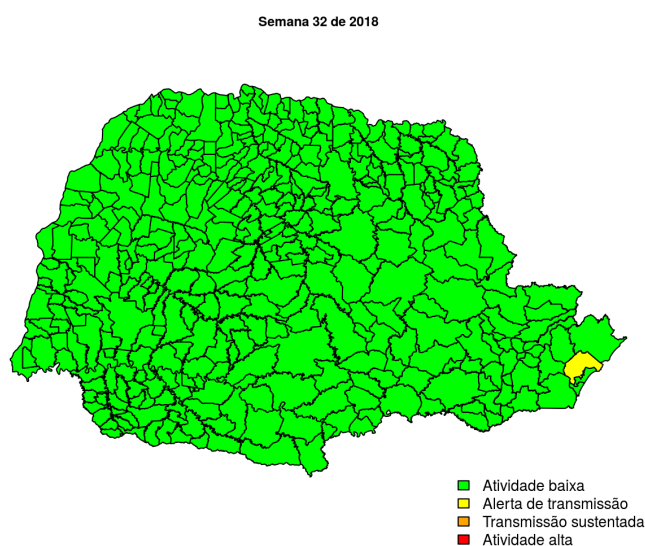 Semana 32 de 2018
Atividade baixa
Alerta de transmissão
Transmissão sustentada
Atividade alta